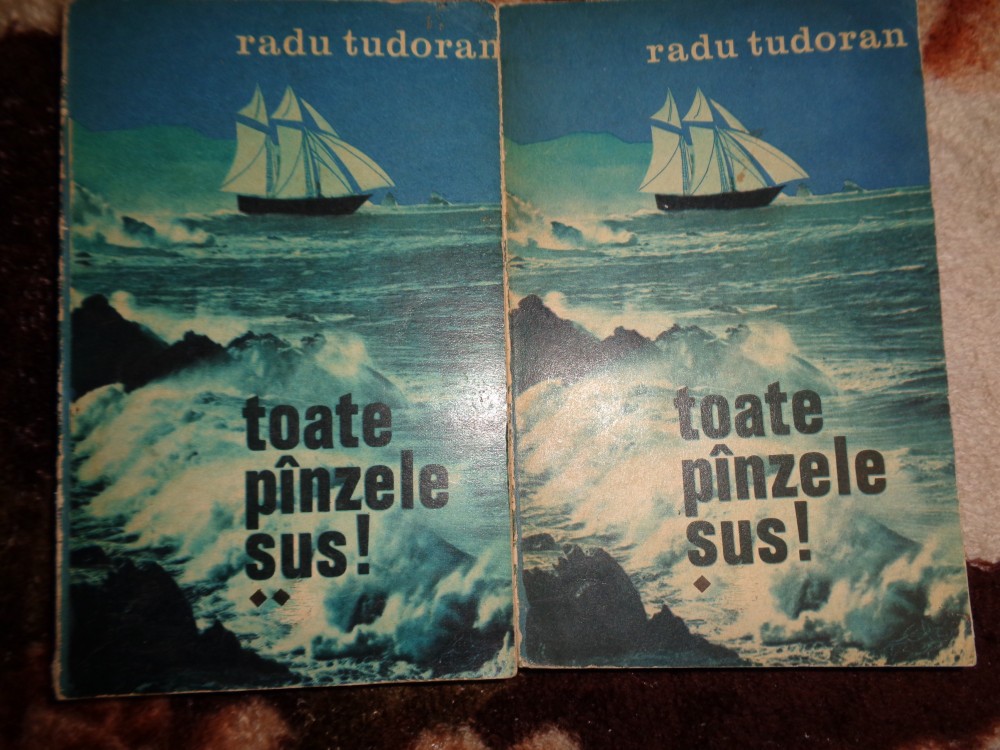 radu tudoran
toate
pînzele
sus!
◆◆
radu tudoran
toate
pînzele
sus!
◆